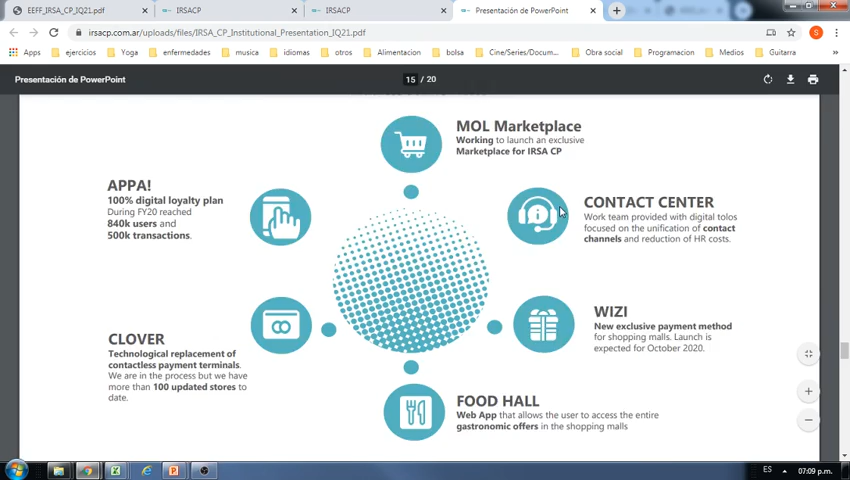 EEFF_IRSA_CP_IQ21.pdf
IRSACP
IRSACP
Presentación de PowerPoint
irsacp.com.ar/uploads/files/IRSA_CP_Institutional_Presentation_IQ21.pdf
S
Apps
ejercicios
Yoga
enfermedades
musica
idiomas
otros
Alimentacion
bolsa
Cine/Series/Docum...
Obra social
Programacion
Medios
Guitarra
Presentación de PowerPoint
15 / 20
MOL Marketplace
Working to launch an exclusive
Marketplace for IRSA CP
APPA!
100% digital loyalty plan
During FY20 reached
840k users and
500k transactions.
CONTACT CENTER
Work team provided with digital tolos
focused on the unification of contact
channels and reduction of HR costs.
CLOVER
Technological replacement of
contactless payment terminals.
We are in the process but we have
more than 100 updated stores to
date.
WIZI
New exclusive payment method
for shopping malls. Launch is
expected for October 2020.
FOOD HALL
Web App that allows the user to access the entire
gastronomic offers in the shopping malls
ES
07:09 p.m.